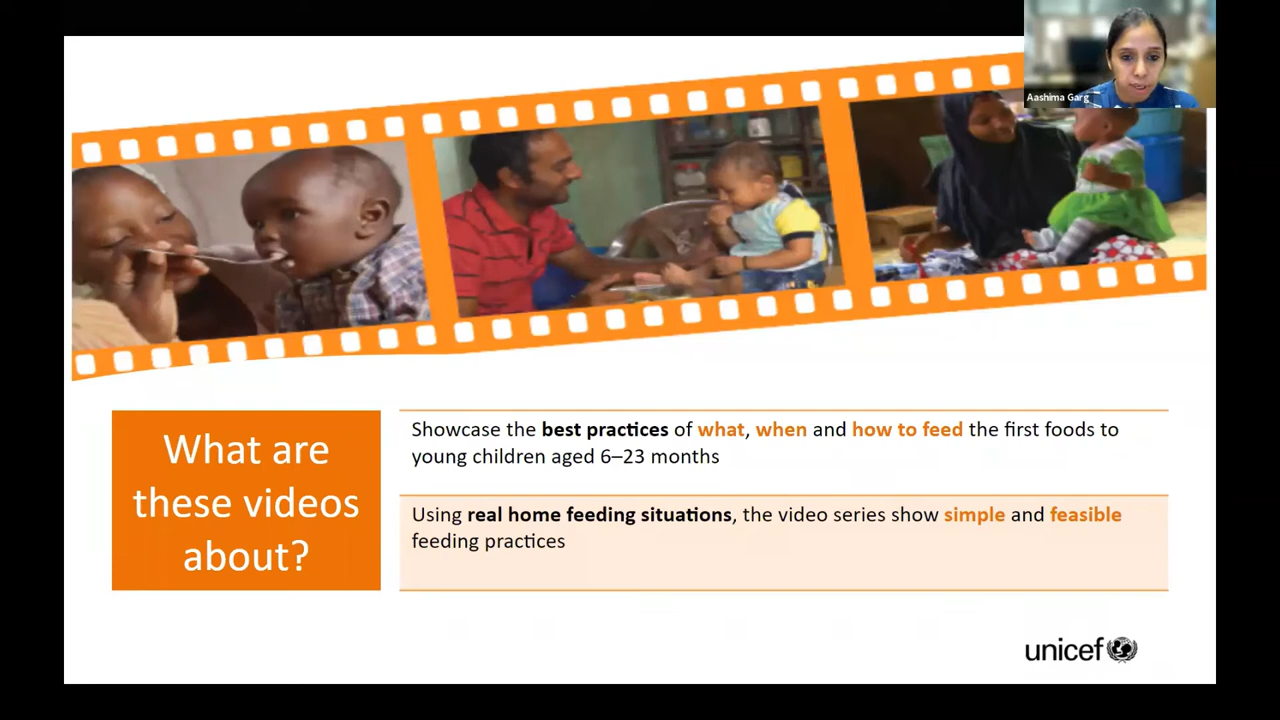 Aashima Garg
What are
these videos
about?
Showcase the best practices of what, when and how to feed the first foods to
young children aged 6–23 months
Using real home feeding situations, the video series show simple and feasible
feeding practices
unicef